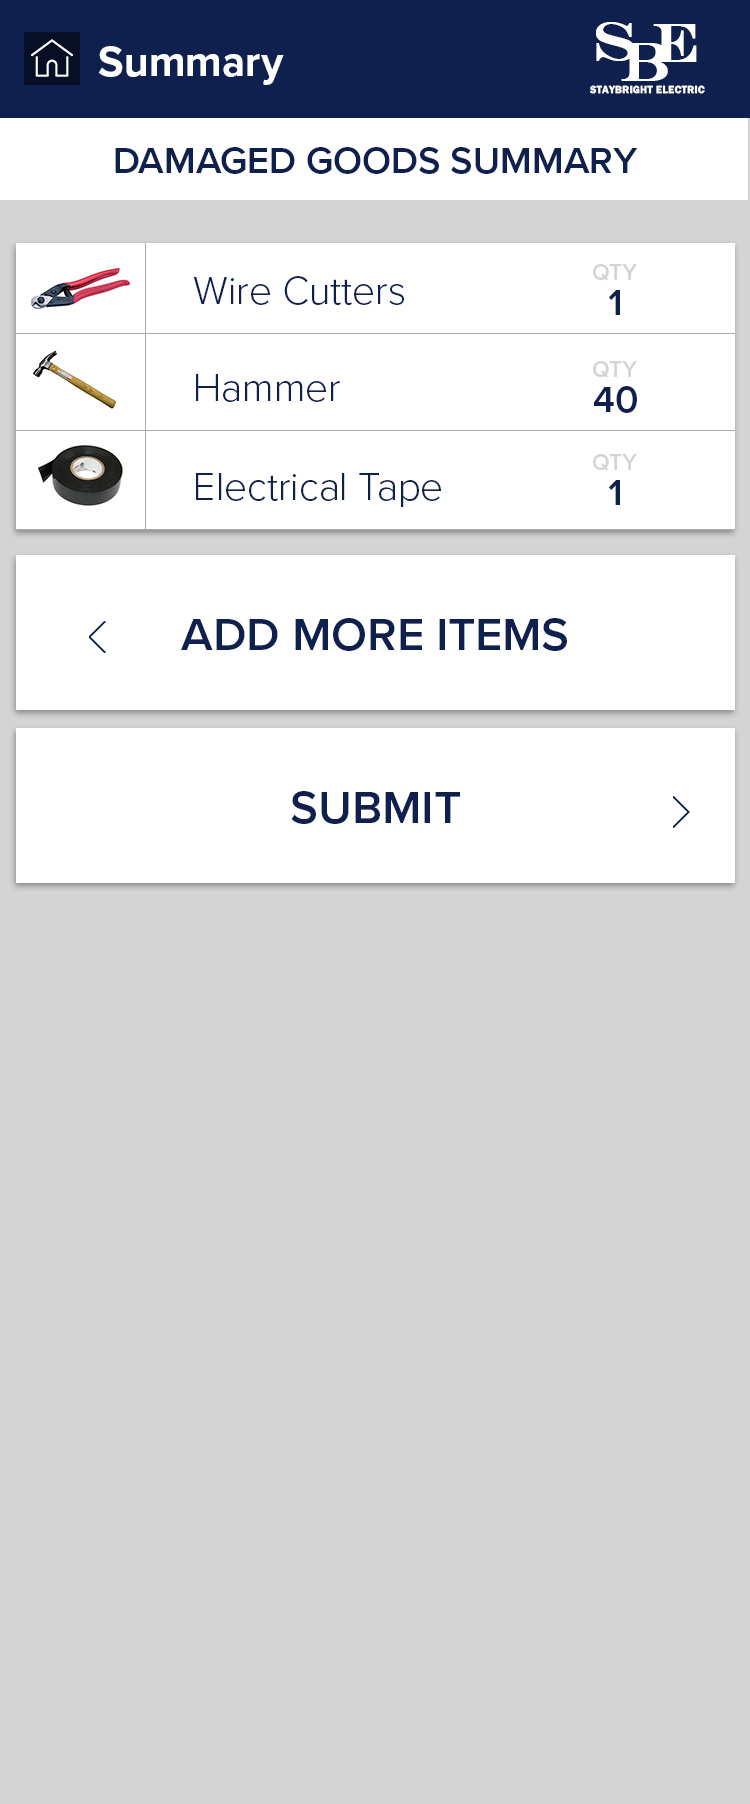 Summary
SBE
STAYBRIGHT ELECTRIC
DAMAGED GOODS SUMMARY
Wire Cutters
QTY
1
Hammer
QTY
40
Electrical Tape
QTY
1
ADD MORE ITEMS
SUBMIT